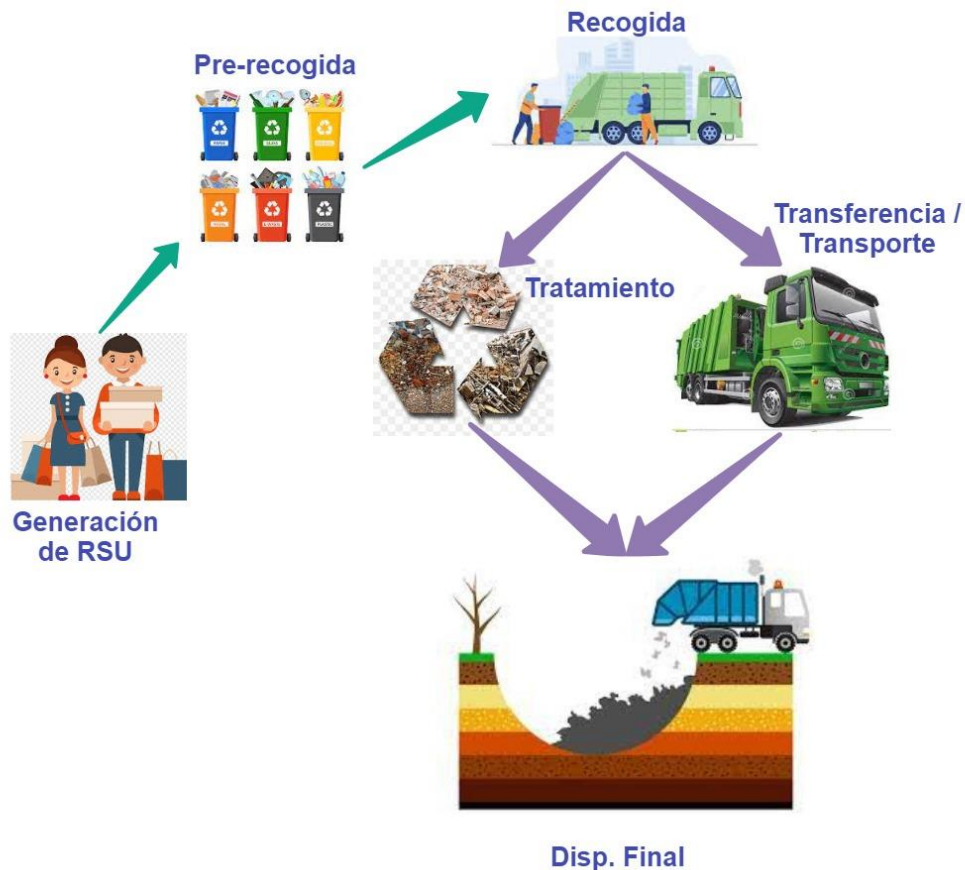 Recogida
Pre-recogida
Transferencia /
Transporte
Tratamiento
Generación
de RSU
Disp. Final